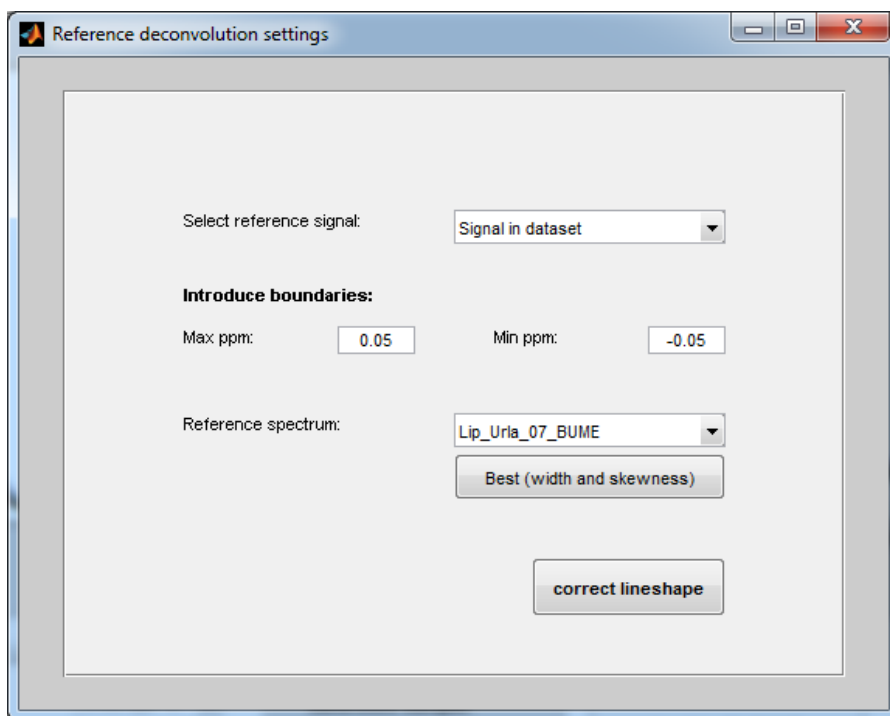 Reference deconvolution settings
Select reference signal: Signal in dataset
Introduce boundaries:
Max ppm: 0.05 Min ppm: -0.05
Reference spectrum: Lip_Urla_07_BUME
Best (width and skewness)
correct lineshape